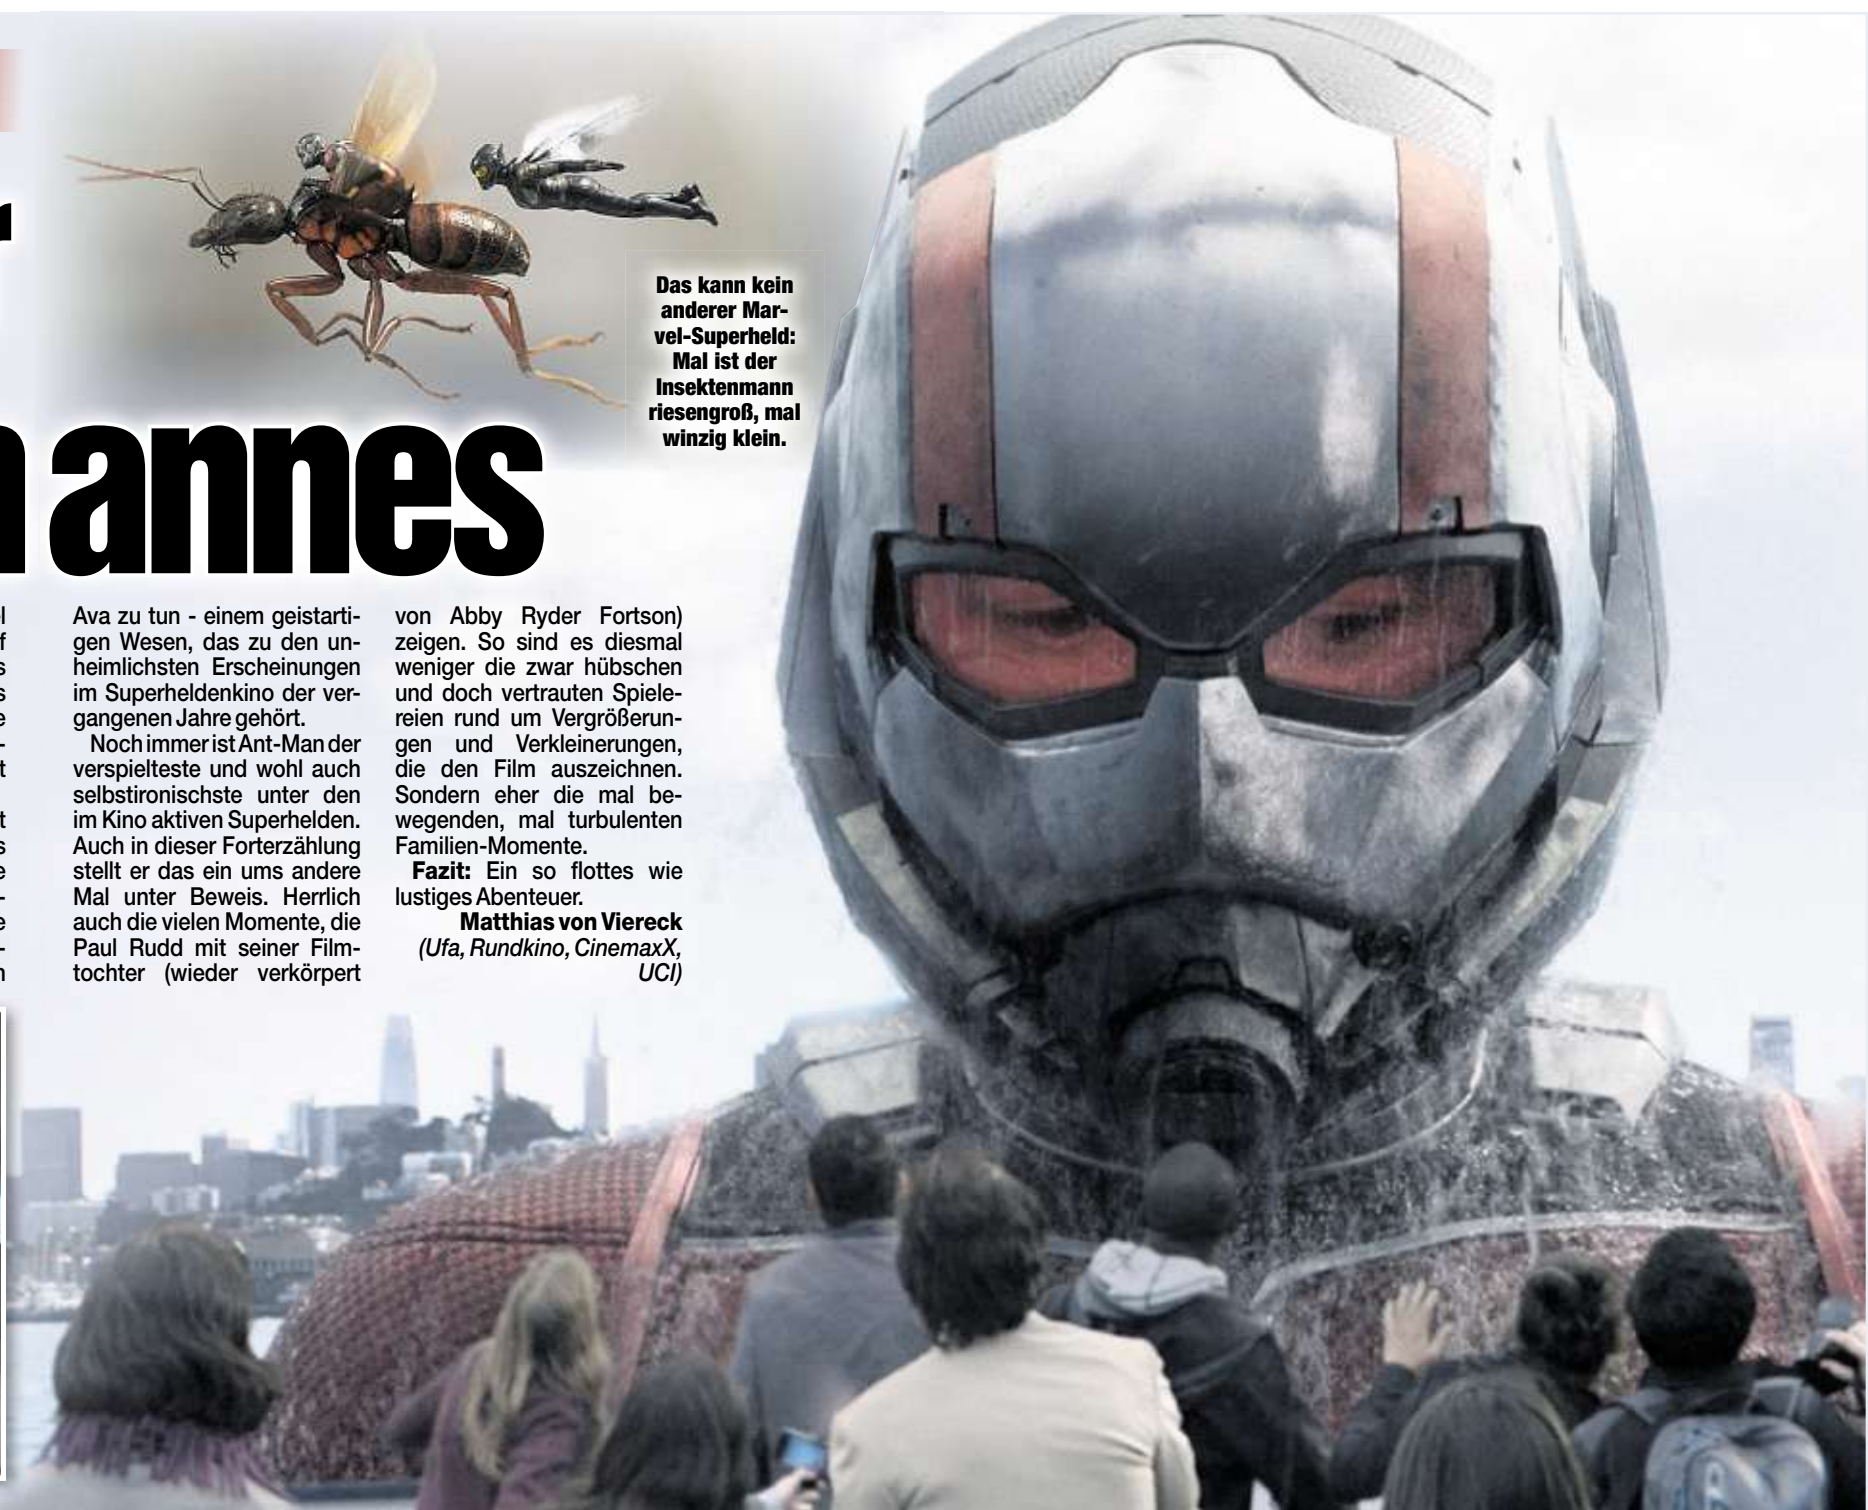 r
annes
Das kann kein
anderer Mar-
vel-Superheld:
Mal ist der
Insektenmann
riesengroß, mal
winzig klein.
Ava zu tun - einem geistarti-
gen Wesen, das zu den un-
heimlichsten Erscheinungen
im Superheldenkino der ver-
gangenen Jahre gehört.
Noch immer ist Ant-Man der
verspielteste und wohl auch
selbstironischste unter den
im Kino aktiven Superhelden.
Auch in dieser Forterzählung
stellt er das ein ums andere
Mal unter Beweis. Herrlich
auch die vielen Momente, die
Paul Rudd mit seiner Film-
tochter (wieder verkörpert
von Abby Ryder Fortson)
zeigen. So sind es diesmal
weniger die zwar hübschen
und doch vertrauten Spiele-
reien rund um Vergrößerun-
gen und Verkleinerungen,
die den Film auszeichnen.
Sondern eher die mal be-
wegenden, mal turbulenten
Familien-Momente.
Fazit: Ein so flottes wie
lustiges Abenteuer.
Matthias von Viereck
(Ufa, Rundkino, CinemaxX,
UCI)